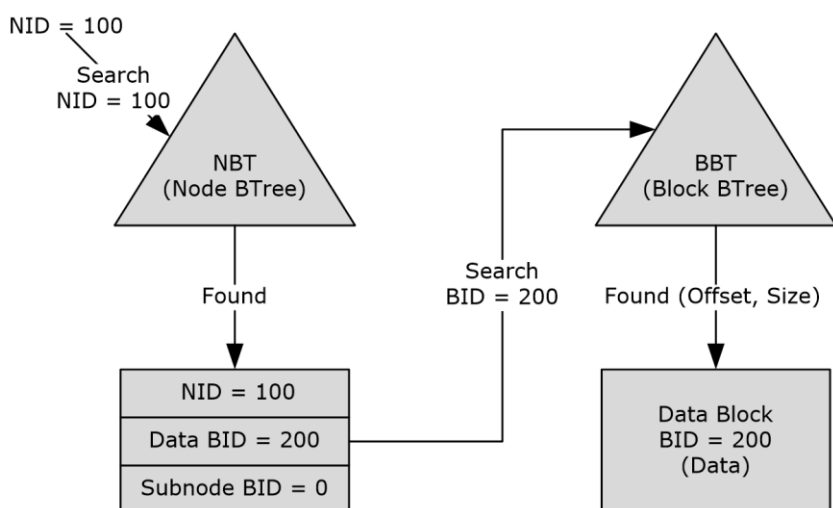 NID = 100
Search
NID = 100
NBT
(Node BTree)
Found
NID = 100
Data BID = 200
Subnode BID = 0
Search
BID = 200
BBT
(Block BTree)
Found (Offset, Size)
Data Block
BID = 200
(Data)